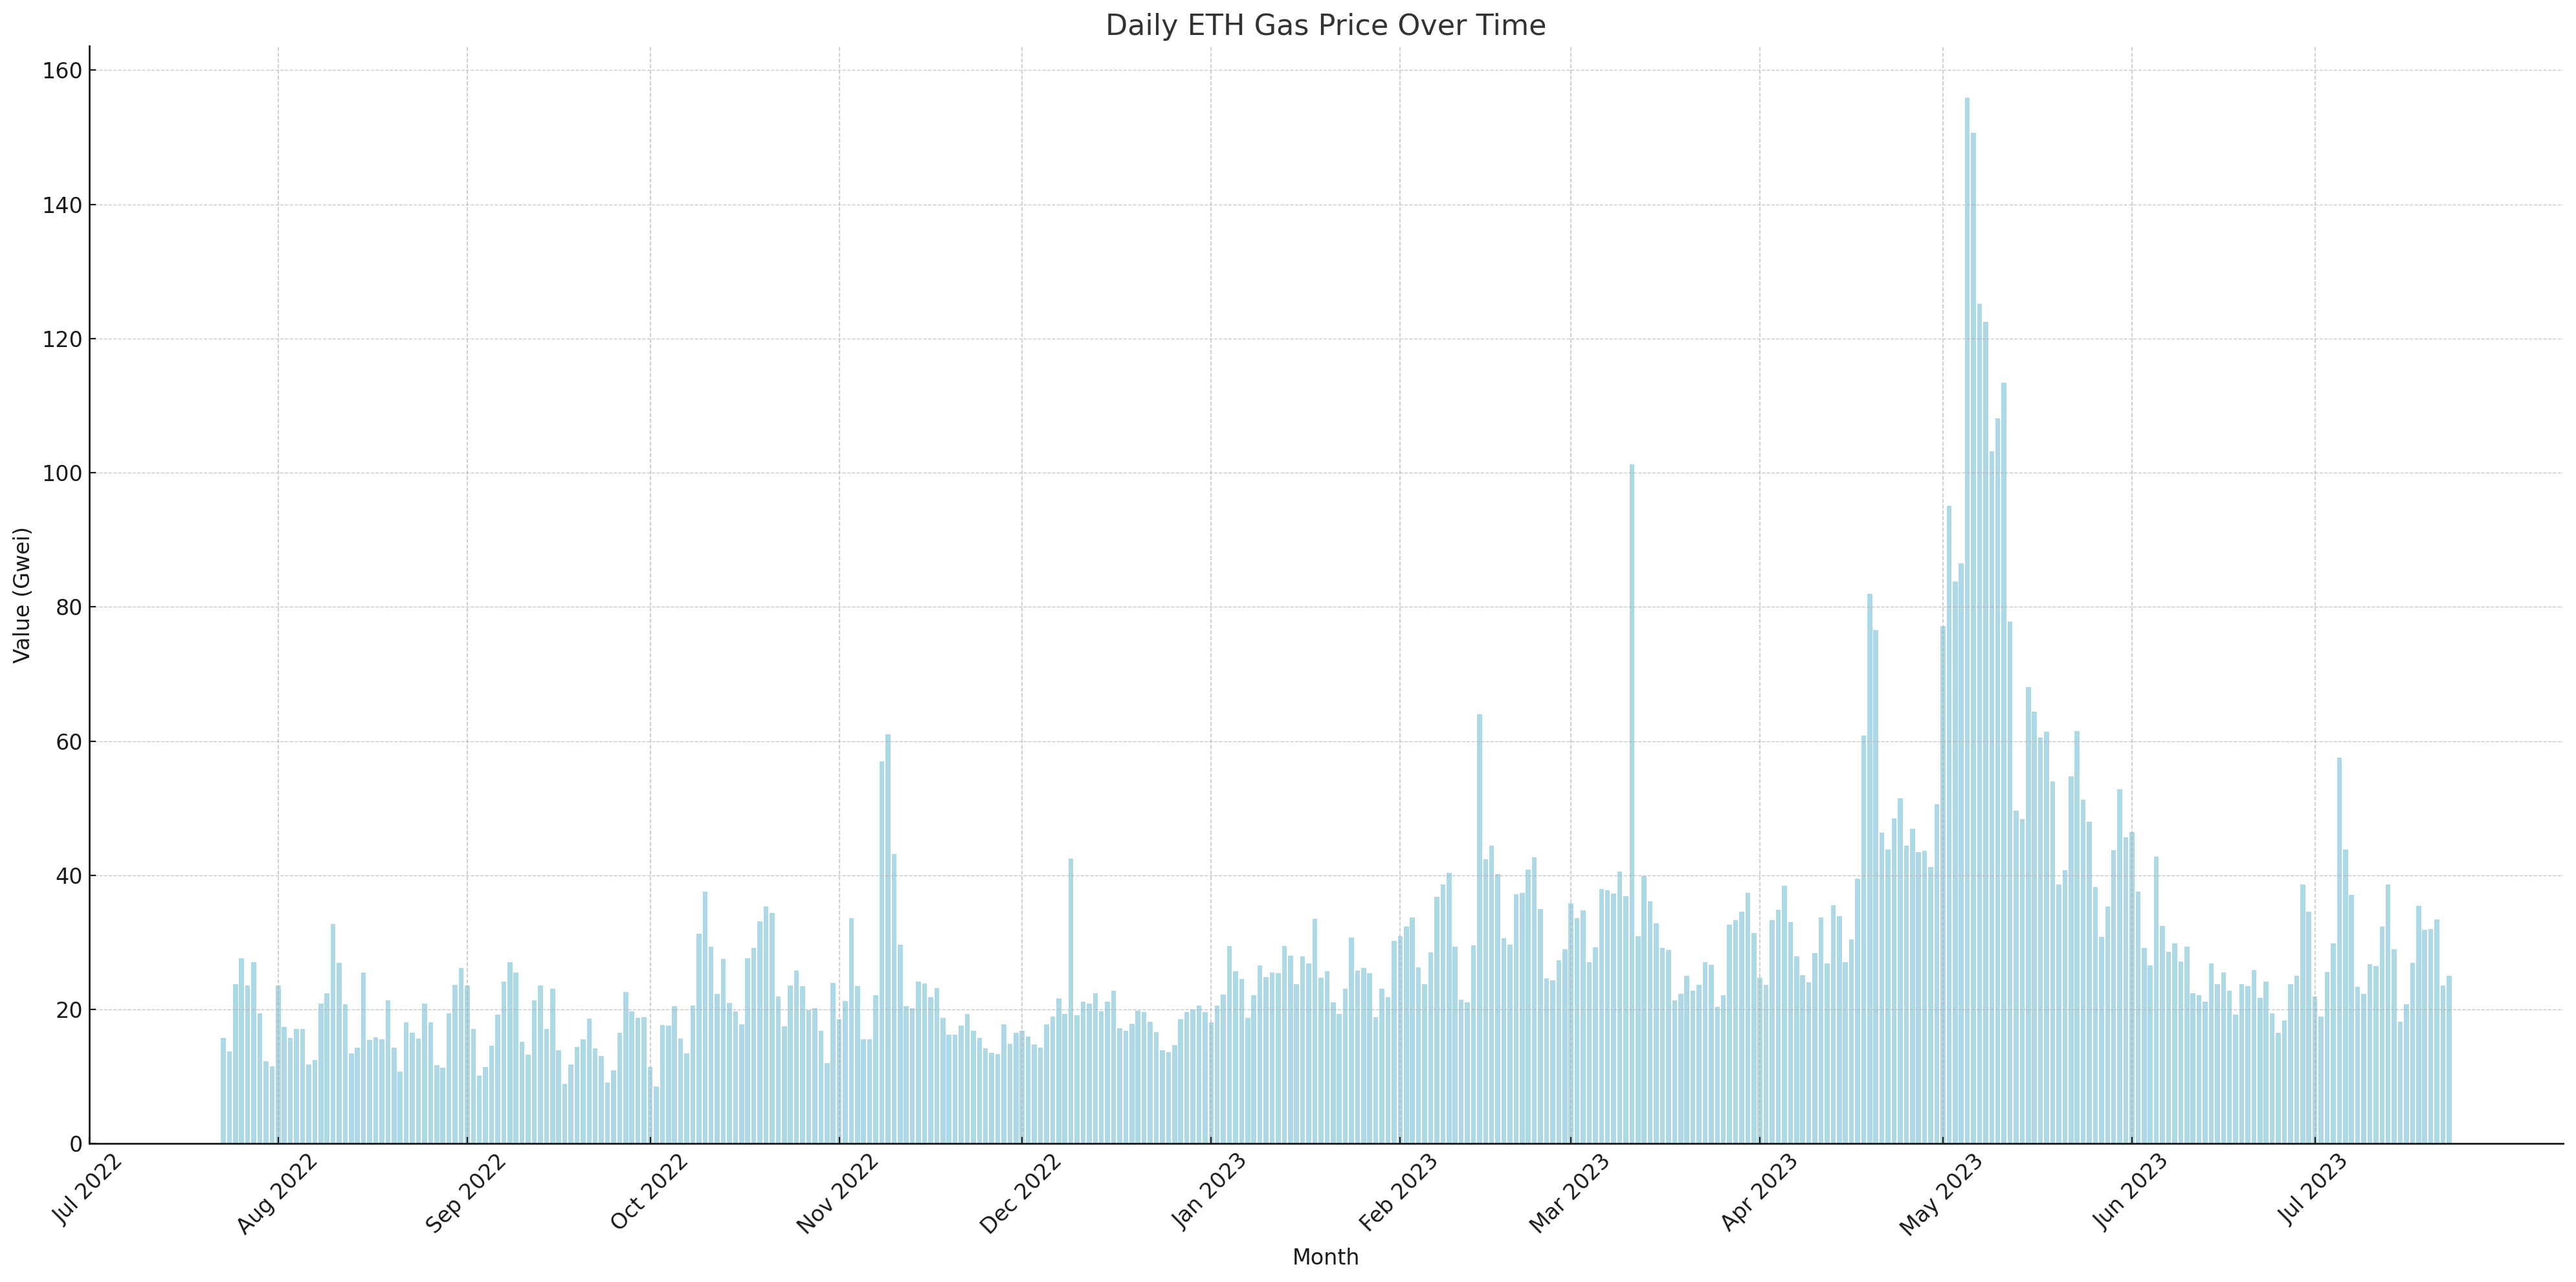 Daily ETH Gas Price Over Time
Value (Gwei)
160
140
120
100
80
60
40
20
0
Jul 2022
Aug 2022
Sep 2022
Oct 2022
Nov 2022
Dec 2022
Jan 2023
Feb 2023
Mar 2023
Apr 2023
May 2023
Jun 2023
Jul 2023
Month